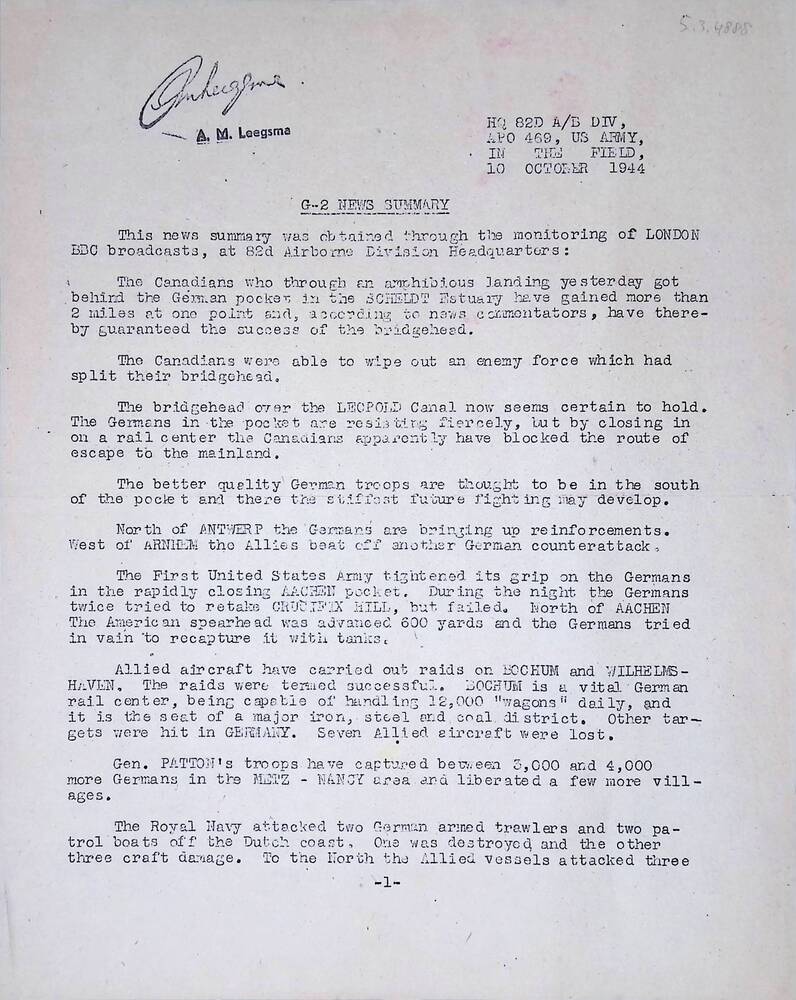 5.3.4888
AMLeegsma
A. M. Leegsma
HQ 82D A/B DIV,
APO 469, US ARMY,
IN THE FIELD,
10 OCTOBER 1944
G-2 NEWS SUMMARY
This news summary was obtained through the monitoring of LONDON
BBC broadcasts, at 82d Airborne Division Headquarters:
The Canadians who through an amphibious landing yesterday got
behind the German pocket in the SCHELDT Estuary have gained more than
2 miles at one point and, according to news commentators, have there-
by guaranteed the success of the bridgehead.
The Canadians were able to wipe out an enemy force which had
split their bridgehead.
The bridgehead over the LEOPOLD Canal now seems certain to hold.
The Germans in the pocket are resisting fiercely, but by closing in
on a rail center the Canadians apparently have blocked the route of
escape to the mainland.
The better quality German troops are thought to be in the south
of the pocket and there the stiffest future fighting may develop.
North of ANTWERP the Germans are bringing up reinforcements.
West of ARNHEM the Allies beat off another German counterattack.
The First United States Army tightened its grip on the Germans
in the rapidly closing AACHEN pocket. During the night the Germans
twice tried to retake CRUCIFIX HILL, but failed. North of AACHEN
The American spearhead was advanced 600 yards and the Germans tried
in vain to recapture it with tanks.
Allied aircraft have carried out raids on BOCHUM and WILHELMS-
HAVEN. The raids were termed successful. BOCHUM is a vital German
rail center, being capable of handling 12,000 "wagons" daily, and
it is the seat of a major iron, steel and coal district. Other tar-
gets were hit in GERMANY. Seven Allied aircraft were lost.
Gen. PATTON's troops have captured between 3,000 and 4,000
more Germans in the METZ - NANCY area and liberated a few more vill-
ages.
The Royal Navy attacked two German armed trawlers and two pa-
trol boats off the Dutch coast. One was destroyed and the other
three craft damage. To the North the Allied vessels attacked three
-1-